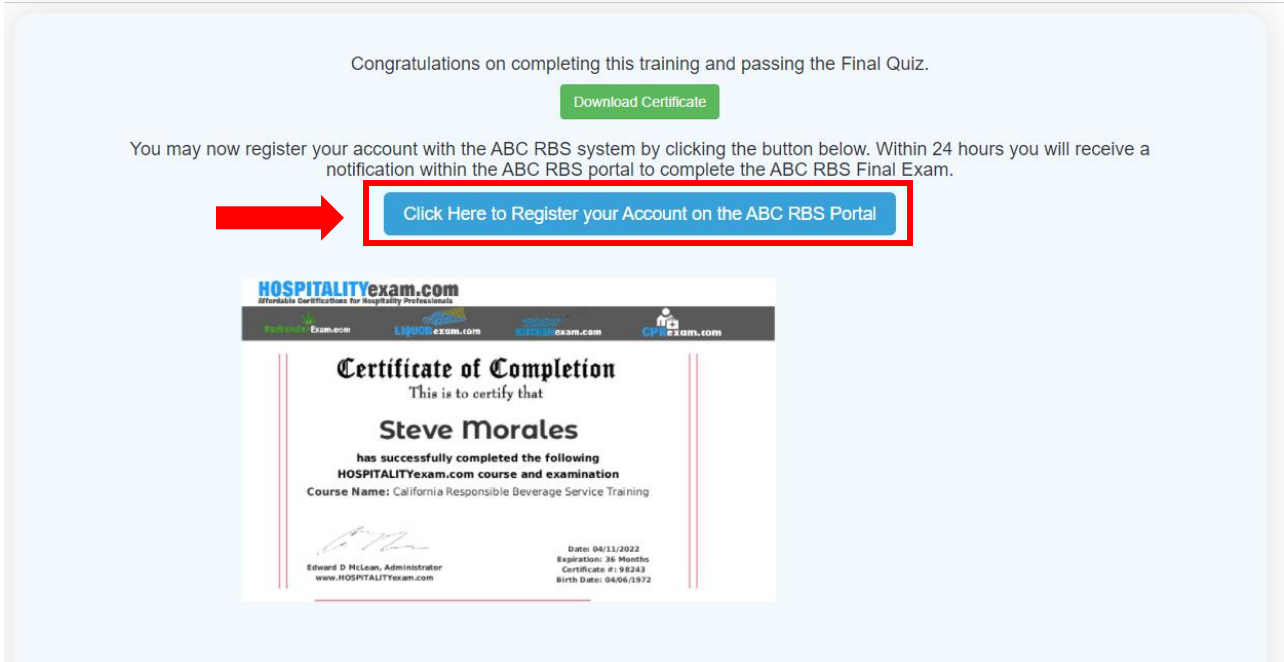 Congratulations on completing this training and passing the Final Quiz.
Download Certificate
You may now register your account with the ABC RBS system by clicking the button below. Within 24 hours you will receive a
notification within the ABC RBS portal to complete the ABC RBS Final Exam.
Click Here to Register your Account on the ABC RBS Portal
HOSPITALITYexam.com
Affordable Certifications for Hospitality Professionals
Exam.com LIQUORexam.com exam.com CPRexam.com
Certificate of Completion
This is to certify that
Steve Morales
has successfully completed the following
HOSPITALITYexam.com course and examination
Course Name: California Responsible Beverage Service Training
Date: 04/11/2022
Expiration: 36 Months
Edward D McLean, Administrator Certificate #: 98243
www.HOSPITALITYexam.com Birth Date: 04/06/1972